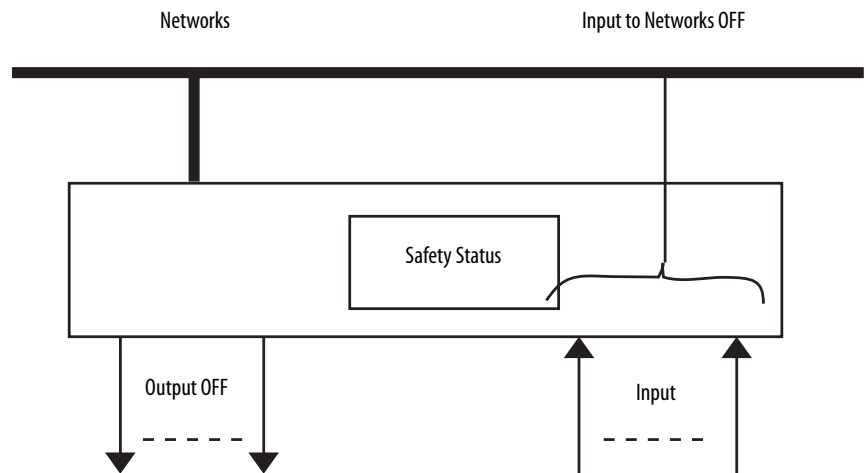 Networks
Input to Networks OFF
Safety Status
Output OFF
Input